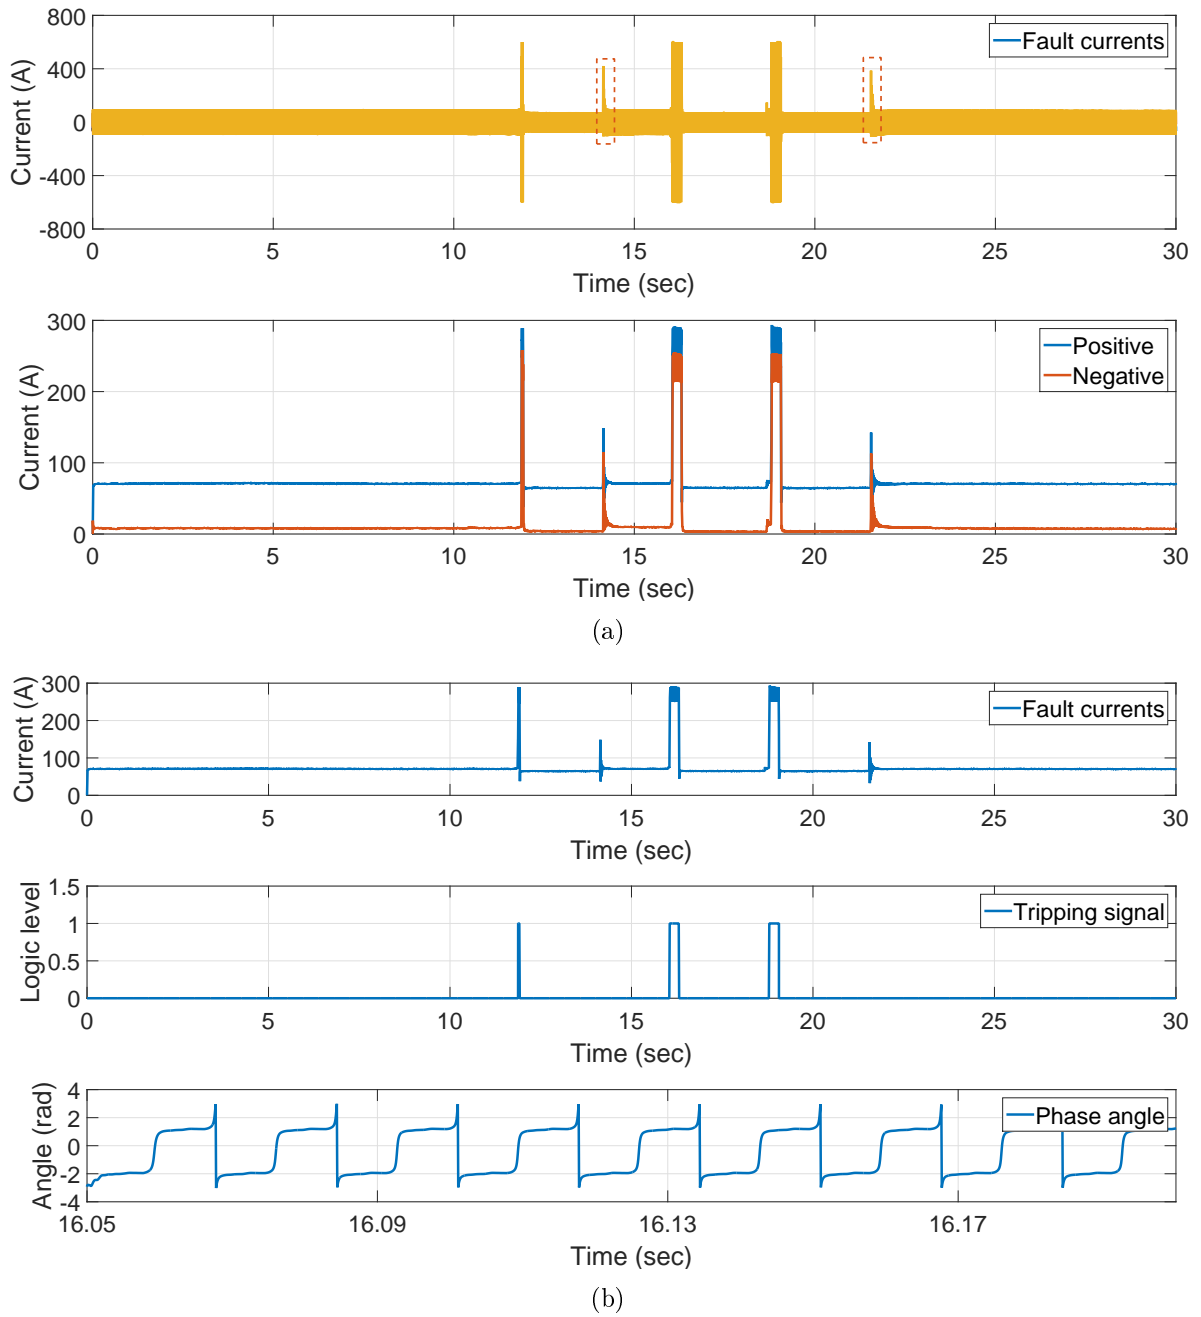 800
400
0
-400
-800
Current (A)
Fault currents
0 5 10 15 20 25 30
Time (sec)
300
200
100
0
Current (A)
Positive
Negative
0 5 10 15 20 25 30
Time (sec)
(a)
300
200
100
0
Current (A)
Fault currents
0 5 10 15 20 25 30
Time (sec)
1.5
1
0.5
0
Logic level
Tripping signal
0 5 10 15 20 25 30
Time (sec)
4
2
0
-2
-4
Angle (rad)
Phase angle
16.05 16.09 16.13 16.17
Time (sec)
(b)